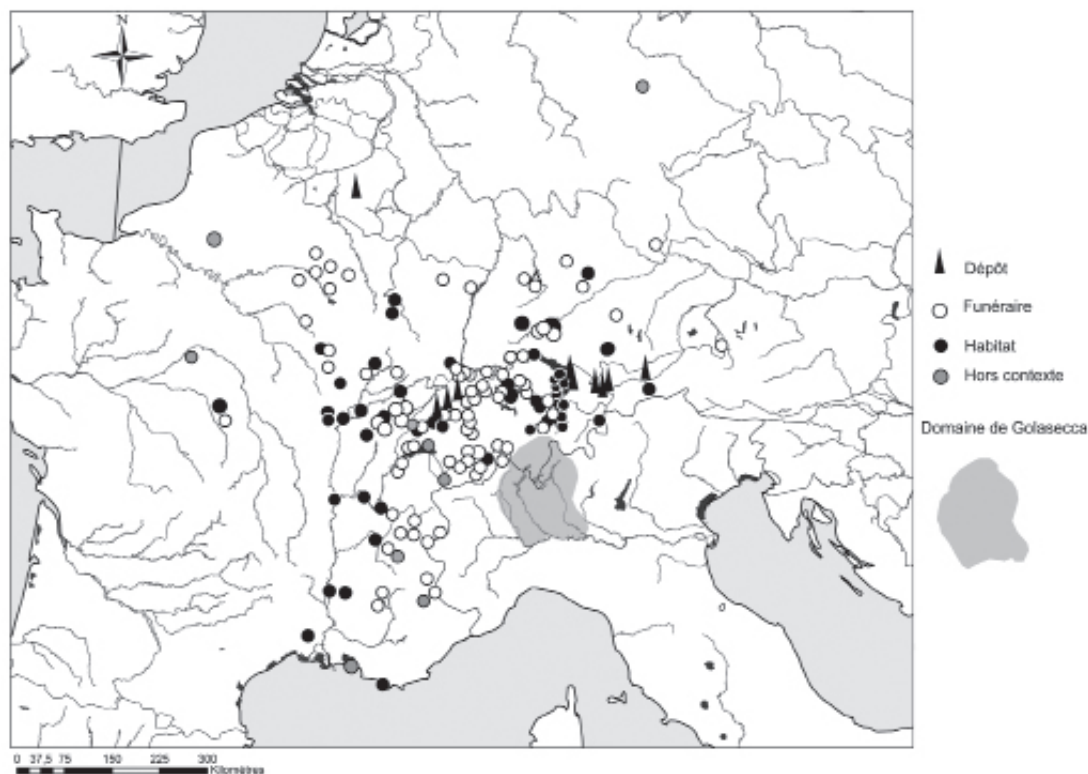 N
Dépôt
Funéraire
Habitat
Hors contexte
Domaine de Golasecca
0 37,5 75 150 225 300
Kilomètres